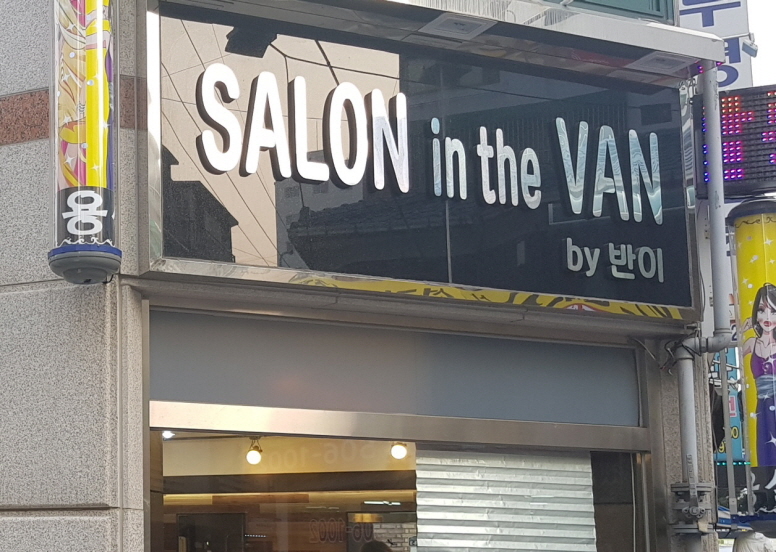 SALON in the VAN
by 반이
용